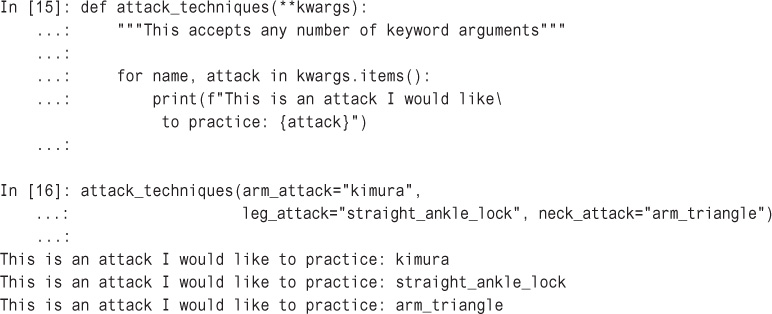 In [15]: def attack_techniques(**kwargs):
    ...:     """This accepts any number of keyword arguments"""
    ...:
    ...:     for name, attack in kwargs.items():
    ...:         print(f"This is an attack I would like\
                  to practice: {attack}")
    ...:
In [16]: attack_techniques(arm_attack="kimura",
    ...:                   leg_attack="straight_ankle_lock", neck_attack="arm_triangle")
    ...:
This is an attack I would like to practice: kimura
This is an attack I would like to practice: straight_ankle_lock
This is an attack I would like to practice: arm_triangle